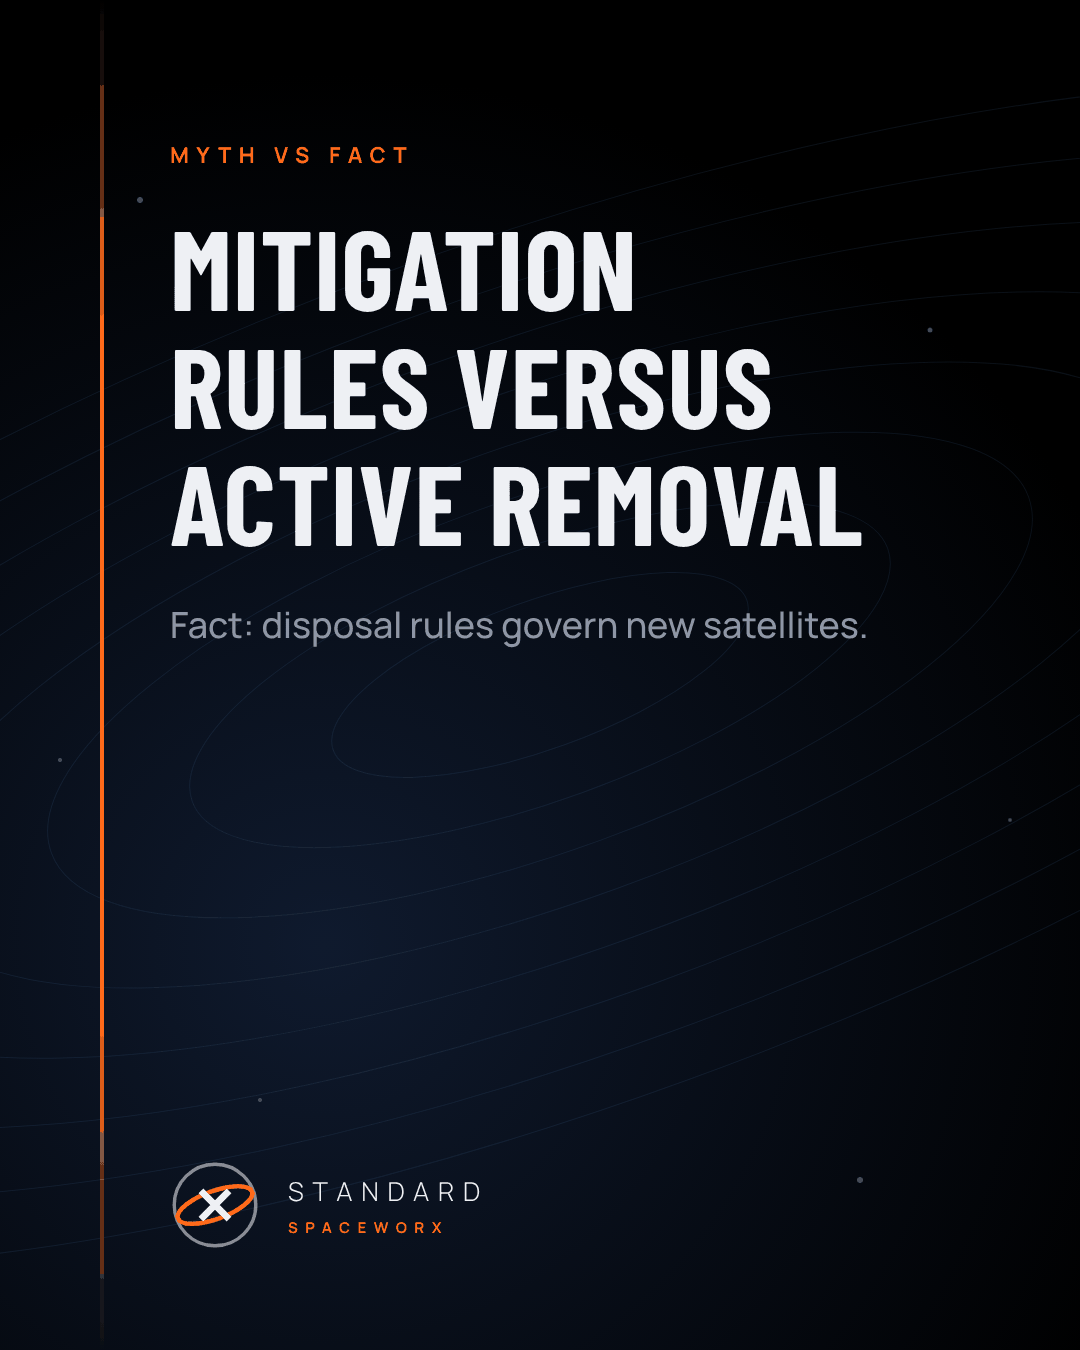 MYTH VS FACT
MITIGATION
RULES VERSUS
ACTIVE REMOVAL
Fact: disposal rules govern new satellites.
STANDARD
SPACEWORX